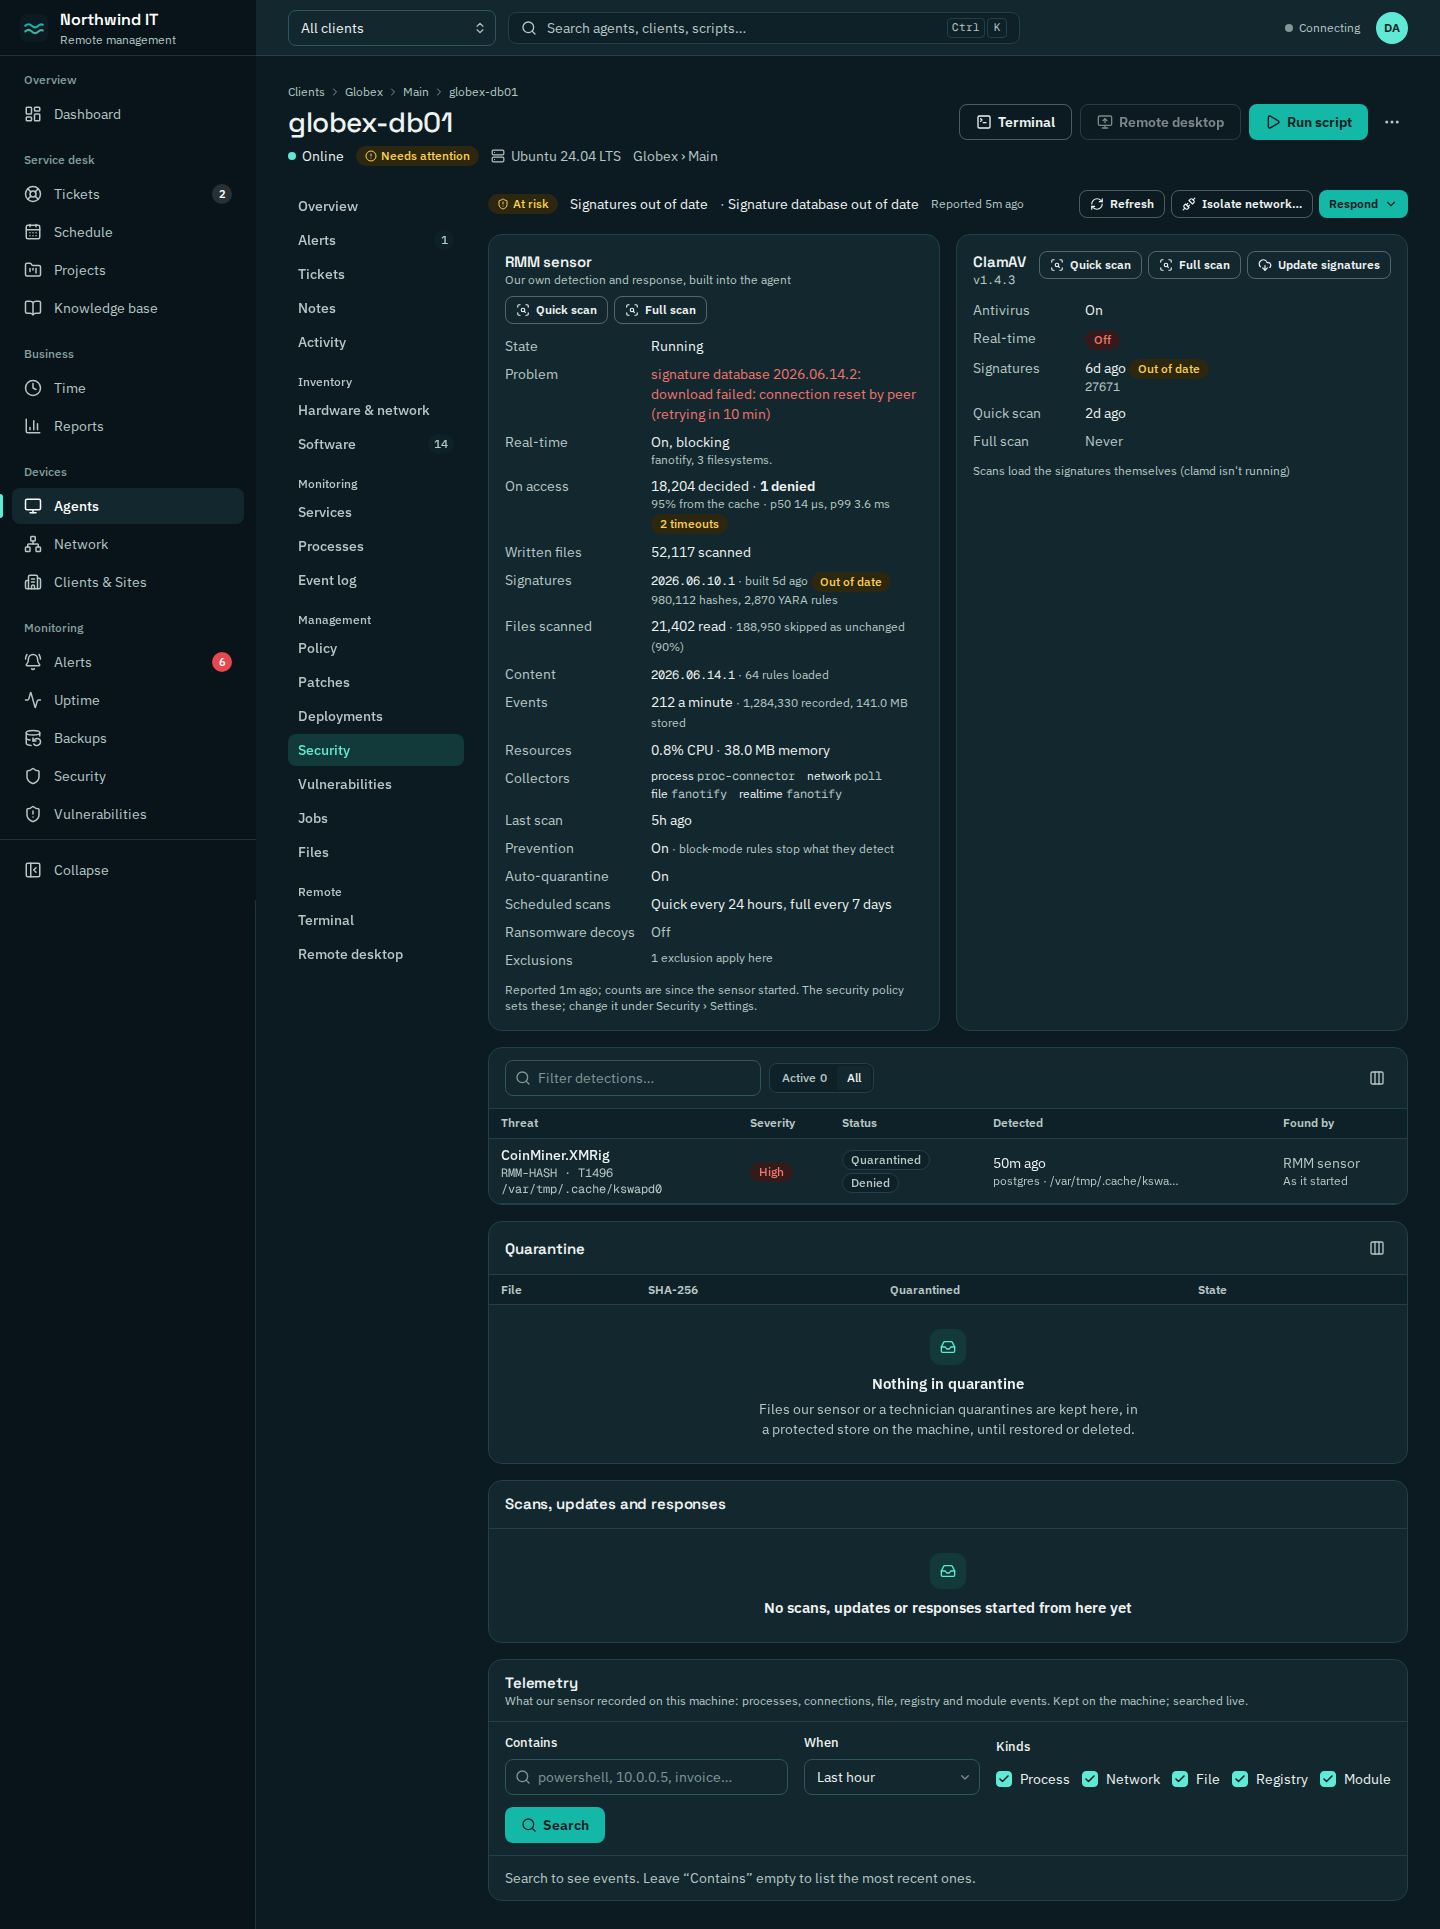 Northwind IT
Remote management
All clients
Search agents, clients, scripts...
Ctrl K
Connecting
DA
Overview
Dashboard
Service desk
Tickets 2
Schedule
Projects
Knowledge base
Business
Time
Reports
Devices
Agents
Network
Clients & Sites
Monitoring
Alerts 6
Uptime
Backups
Security
Vulnerabilities
Collapse
Clients > Globex > Main > globex-db01
globex-db01
Online Needs attention Ubuntu 24.04 LTS Globex › Main
Terminal
Remote desktop
Run script
Overview
Alerts 1
Tickets
Notes
Activity
Inventory
Hardware & network
Software 14
Monitoring
Services
Processes
Event log
Management
Policy
Patches
Deployments
Security
Vulnerabilities
Jobs
Files
Remote
Terminal
Remote desktop
At risk Signatures out of date · Signature database out of date Reported 5m ago
Refresh
Isolate network...
Respond
RMM sensor
Our own detection and response, built into the agent
Quick scan
Full scan
State Running
Problem signature database 2026.06.14.2:
download failed: connection reset by peer
(retrying in 10 min)
Real-time On, blocking
fanotify, 3 filesystems.
On access 18,204 decided · 1 denied
95% from the cache · p50 14 µs, p99 3.6 ms
2 timeouts
Written files 52,117 scanned
Signatures 2026.06.10.1 · built 5d ago Out of date
980,112 hashes, 2,870 YARA rules
Files scanned 21,402 read · 188,950 skipped as unchanged
(90%)
Content 2026.06.14.1 · 64 rules loaded
Events 212 a minute · 1,284,330 recorded, 141.0 MB
stored
Resources 0.8% CPU · 38.0 MB memory
Collectors process proc-connector network poll
file fanotify realtime fanotify
Last scan 5h ago
Prevention On · block-mode rules stop what they detect
Auto-quarantine On
Scheduled scans Quick every 24 hours, full every 7 days
Ransomware decoys Off
Exclusions 1 exclusion apply here
Reported 1m ago; counts are since the sensor started. The security policy
sets these; change it under Security › Settings.
ClamAV
v1.4.3
Quick scan
Full scan
Update signatures
Antivirus On
Real-time Off
Signatures 6d ago Out of date
27671
Quick scan 2d ago
Full scan Never
Scans load the signatures themselves (clamd isn't running)
Filter detections...
Active 0 All
Threat Severity Status Detected Found by
CoinMiner.XMRig
RMM-HASH · T1496
/var/tmp/.cache/kswapd0
High
Quarantined
Denied
50m ago
postgres · /var/tmp/.cache/kswa...
RMM sensor
As it started
Quarantine
File SHA-256 Quarantined State
Nothing in quarantine
Files our sensor or a technician quarantines are kept here, in
a protected store on the machine, until restored or deleted.
Scans, updates and responses
No scans, updates or responses started from here yet
Telemetry
What our sensor recorded on this machine: processes, connections, file, registry and module events. Kept on the machine; searched live.
Contains When Kinds
powershell, 10.0.0.5, invoice...
Last hour
Process Network File Registry Module
Search
Search to see events. Leave “Contains” empty to list the most recent ones.